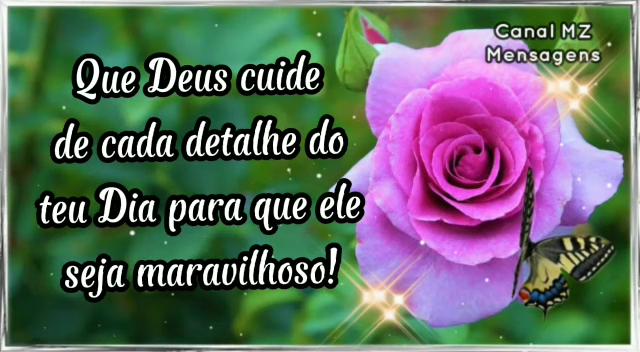 Canal MZ
Mensagens
Que Deus cuide
de cada detalhe do
teu Dia para que ele
seja maravilhoso!